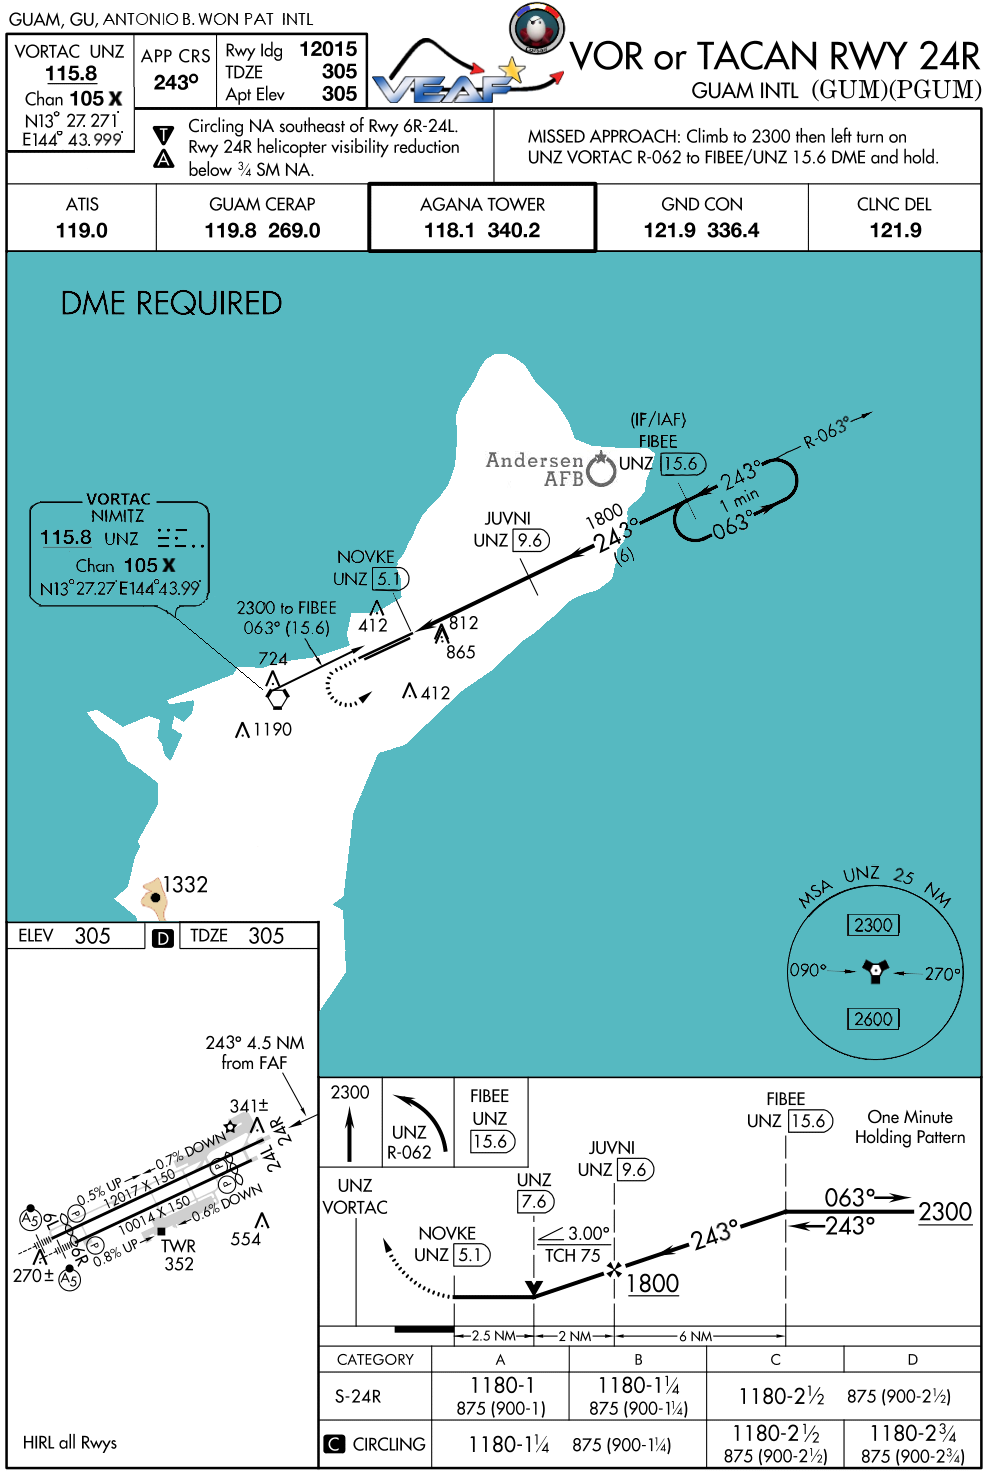 GUAM, GU, ANTONIO B. WON PAT INTL
VORTAC UNZ
115.8
Chan 105 X
N13° 27.271'
E144° 43.999'
APP CRS
243°
Rwy Idg 12015
TDZE 305
Apt Elev 305
VEAF
VOR or TACAN RWY 24R
GUAM INTL (GUM)(PGUM)
T
A
Circling NA southeast of Rwy 6R-24L.
Rwy 24R helicopter visibility reduction
below ¾ SM NA.
MISSED APPROACH: Climb to 2300 then left turn on
UNZ VORTAC R-062 to FIBEE/UNZ 15.6 DME and hold.
ATIS
119.0
GUAM CERAP
119.8 269.0
AGANA TOWER
118.1 340.2
GND CON
121.9 336.4
CLNC DEL
121.9
DME REQUIRED
(IF/IAF)
FIBEE
UNZ 15.6
R-063°
243°
1 min
063°
Andersen
AFB
1800
243°
(6)
JUVNI
UNZ 9.6
NOVKE
UNZ 5.1
VORTAC
NIMITZ
115.8 UNZ
Chan 105 X
N13°27.27' E144°43.99'
2300 to FIBEE
063° (15.6)
412
812
865
724
412
1190
1332
MSA UNZ 25 NM
2300
090°
270°
2600
ELEV 305
D
TDZE 305
243° 4.5 NM
from FAF
341±
24R
24L
0.7% DOWN
0.5% UP
12017 X 150
P
P
P
P
10014 X 150
0.6% DOWN
0.8% UP
6L
6R
A5
A5
270±
TWR
352
554
HIRL all Rwys
2300
UNZ
R-062
FIBEE
UNZ
15.6
UNZ
VORTAC
NOVKE
UNZ 5.1
UNZ
7.6
3.00°
TCH 75
JUVNI
UNZ 9.6
1800
243°
FIBEE
UNZ 15.6
One Minute
Holding Pattern
063°
243°
2300
2.5 NM
2 NM
6 NM
CATEGORY A B C D
S-24R
1180-1
875 (900-1)
1180-1¼
875 (900-1¼)
1180-2½ 875 (900-2½)
C CIRCLING
1180-1¼ 875 (900-1¼)
1180-2½
875 (900-2½)
1180-2¾
875 (900-2¾)